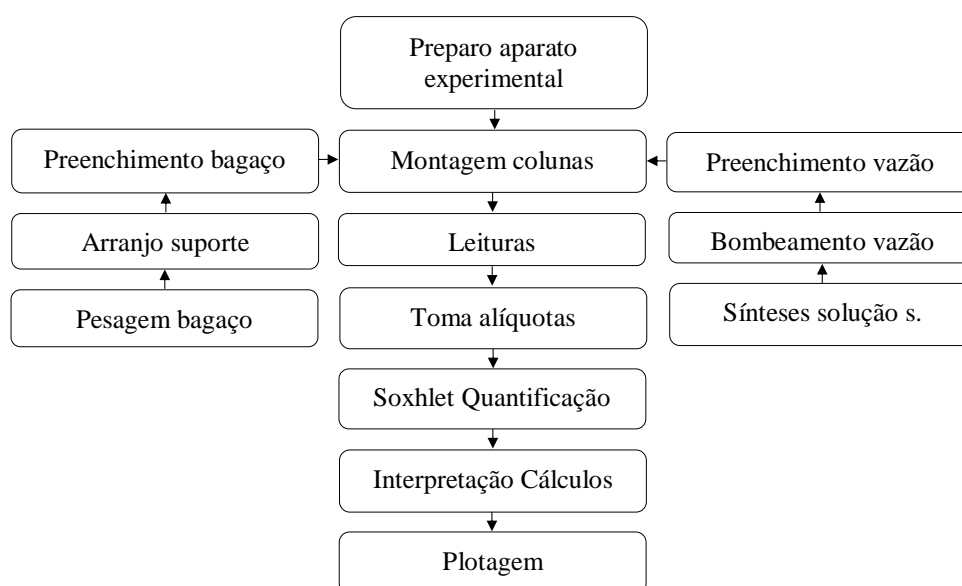 Preparo aparato
experimental
Preenchimento bagaço
Montagem colunas
Preenchimento vazão
Arranjo suporte
Leituras
Bombeamento vazão
Pesagem bagaço
Toma alíquotas
Sínteses solução s.
Soxhlet Quantificação
Interpretação Cálculos
Plotagem